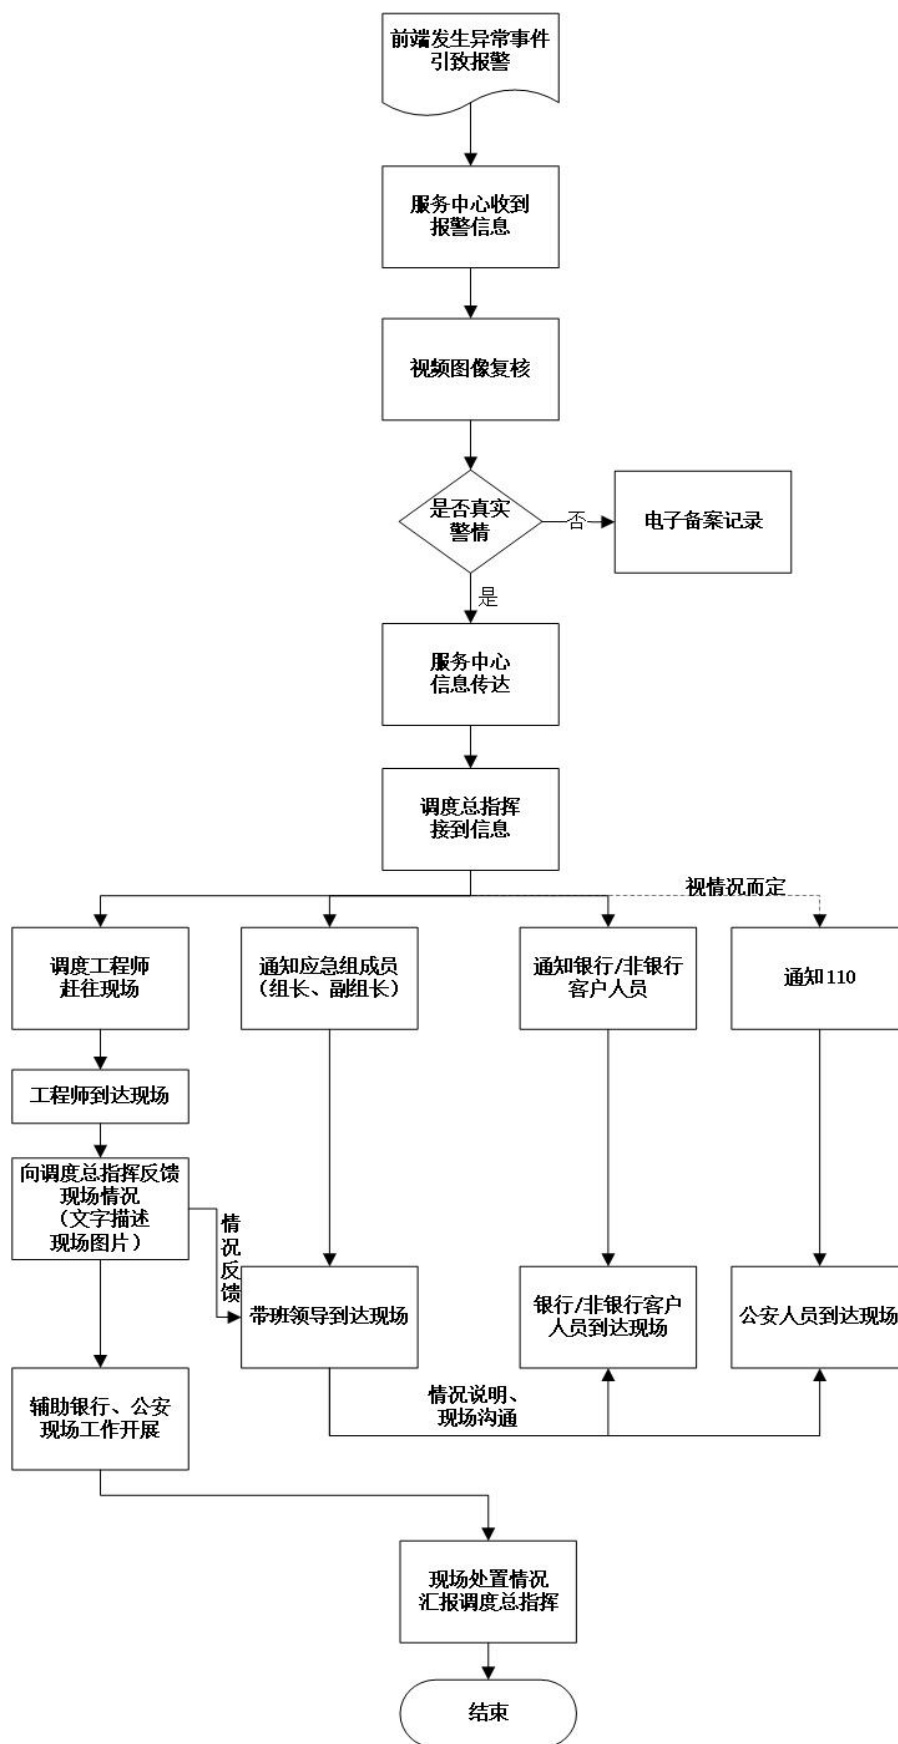 前端发生异常事件
引致报警
服务中心收到
报警信息
视频图像复核
是否真实
警情
否
电子备案记录
是
服务中心
信息传达
调度总指挥
接到信息
视情况而定
调度工程师
赶往现场
通知应急组成员
（组长、副组长）
通知银行/非银行
客户人员
通知110
工程师到达现场
向调度总指挥反馈
现场情况
（文字描述
现场图片）
情
况
反
馈
带班领导到达现场
银行/非银行客户
人员到达现场
公安人员到达现场
情况说明、
现场沟通
辅助银行、公安
现场工作开展
现场处置情况
汇报调度总指挥
结束